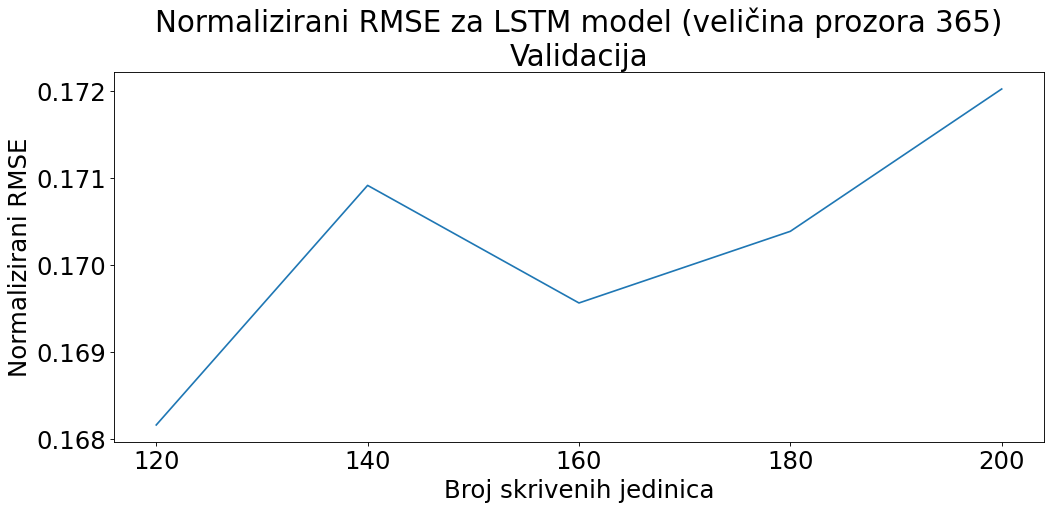 Normalizirani RMSE za LSTM model (veličina prozora 365)
Validacija
Normalizirani RMSE
0.172
0.171
0.170
0.169
0.168
120 140 160 180 200
Broj skrivenih jedinica